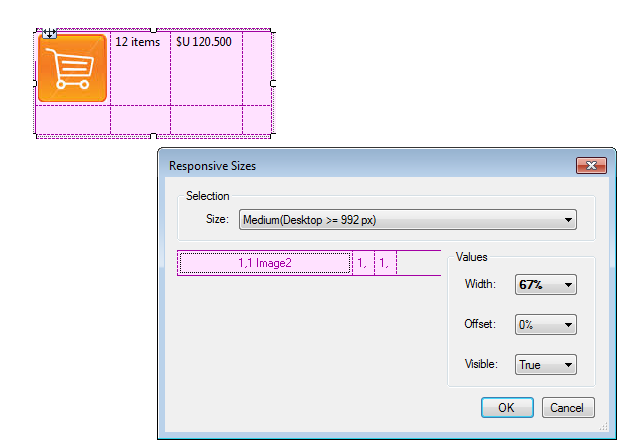 12 items $U 120.500
Responsive Sizes
Selection
Size: Medium(Desktop >= 992 px)
1,1 Image2 1, 1,
Values
Width: 67%
Offset: 0%
Visible: True
OK Cancel